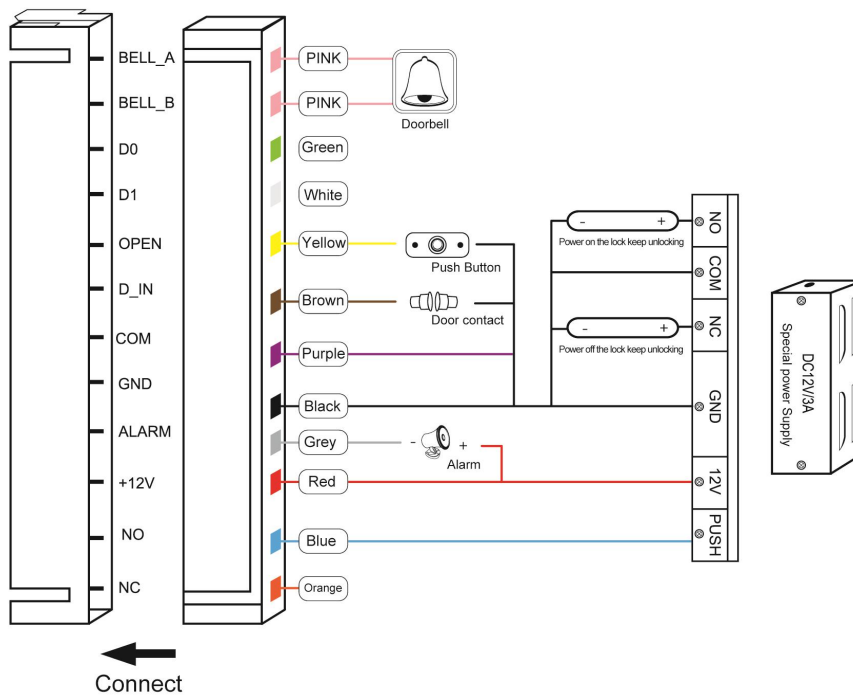 BELL_A
BELL_B
D0
D1
OPEN
D_IN
COM
GND
ALARM
+12V
NO
NC
PINK
PINK
Green
White
Yellow
Brown
Purple
Black
Grey
Red
Blue
Orange
Doorbell
Push Button
Door contact
- +
Alarm
- +
Power on the lock keep unlocking
- +
Power off the lock keep unlocking
NO
COM
NC
GND
12V
PUSH
DC12V/3A
Special power Supply
Connect